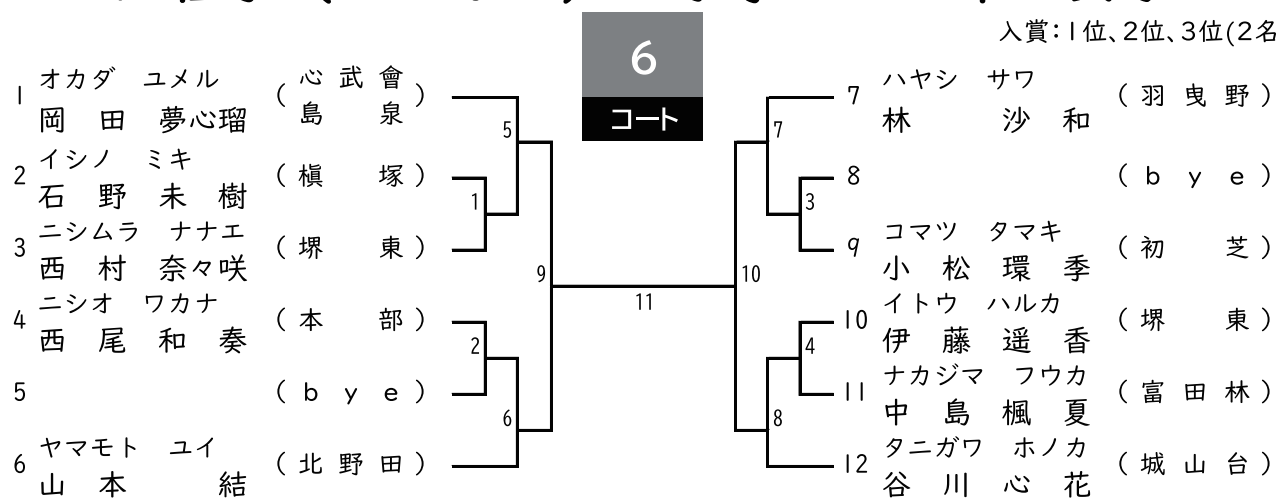 入賞:1位、2位、3位(2名
6
コート
オカダ ユメル
1 岡田 夢心瑠 (心武會島泉)
イシノ ミキ
2 石野未樹 (槇塚)
ニシムラ ナナエ
3 西村奈々咲 (堺東)
ニシオ ワカナ
4 西尾和奏 (本部)
5 (bye)
ヤマモト ユイ
6 山本 結 (北野田)
5
1
9
2
6
11
7
3
10
4
8
ハヤシ サワ
7 林 沙和 (羽曳野)
8 (bye)
コマツ タマキ
9 小松環季 (初芝)
イトウ ハルカ
10 伊藤遥香 (堺東)
ナカジマ フウカ
11 中島楓夏 (富田林)
タニガワ ホノカ
12 谷川心花 (城山台)